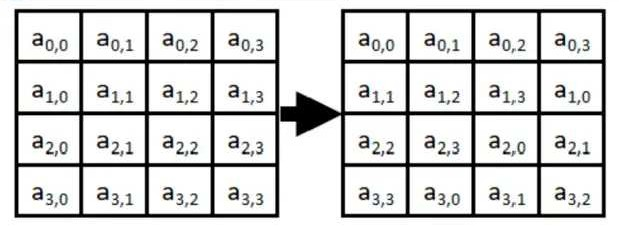 a0,0 a0,1 a0,2 a0,3 a0,0 a0,1 a0,2 a0,3
a1,0 a1,1 a1,2 a1,3 a1,1 a1,2 a1,3 a1,0
a2,0 a2,1 a2,2 a2,3 a2,2 a2,3 a2,0 a2,1
a3,0 a3,1 a3,2 a3,3 a3,3 a3,0 a3,1 a3,2